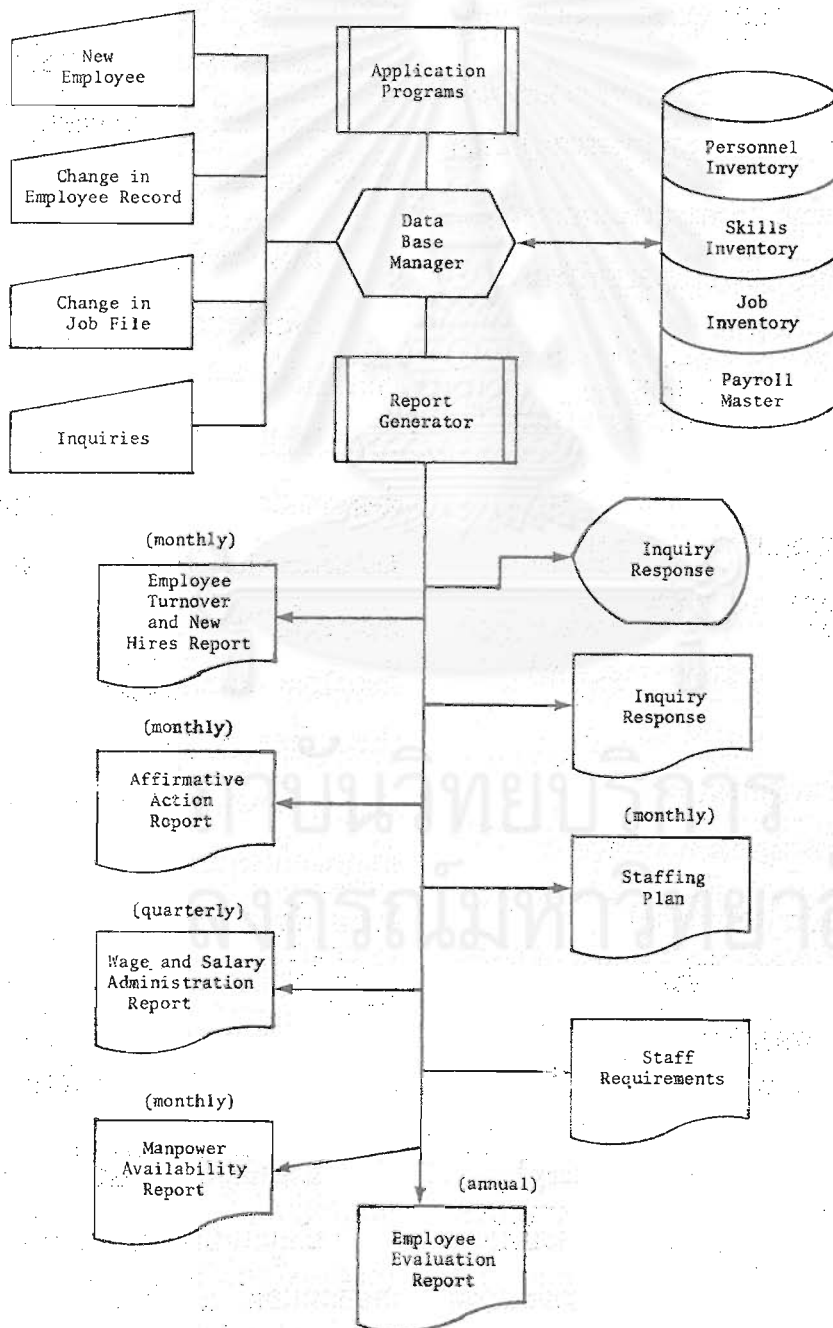 New
Employee
Application
Programs
Personnel
Inventory
Change in
Employee Record
Data
Base
Manager
Skills
Inventory
Change in
Job File
Job
Inventory
Inquiries
Report
Generator
Payroll
Master
(monthly)
Employee
Turnover
and New
Hires Report
Inquiry
Response
Inquiry
Response
(monthly)
Affirmative
Action
Report
(monthly)
Staffing
Plan
(quarterly)
Wage and Salary
Administration
Report
Staff
Requirements
(monthly)
Manpower
Availability
Report
(annual)
Employee
Evaluation
Report